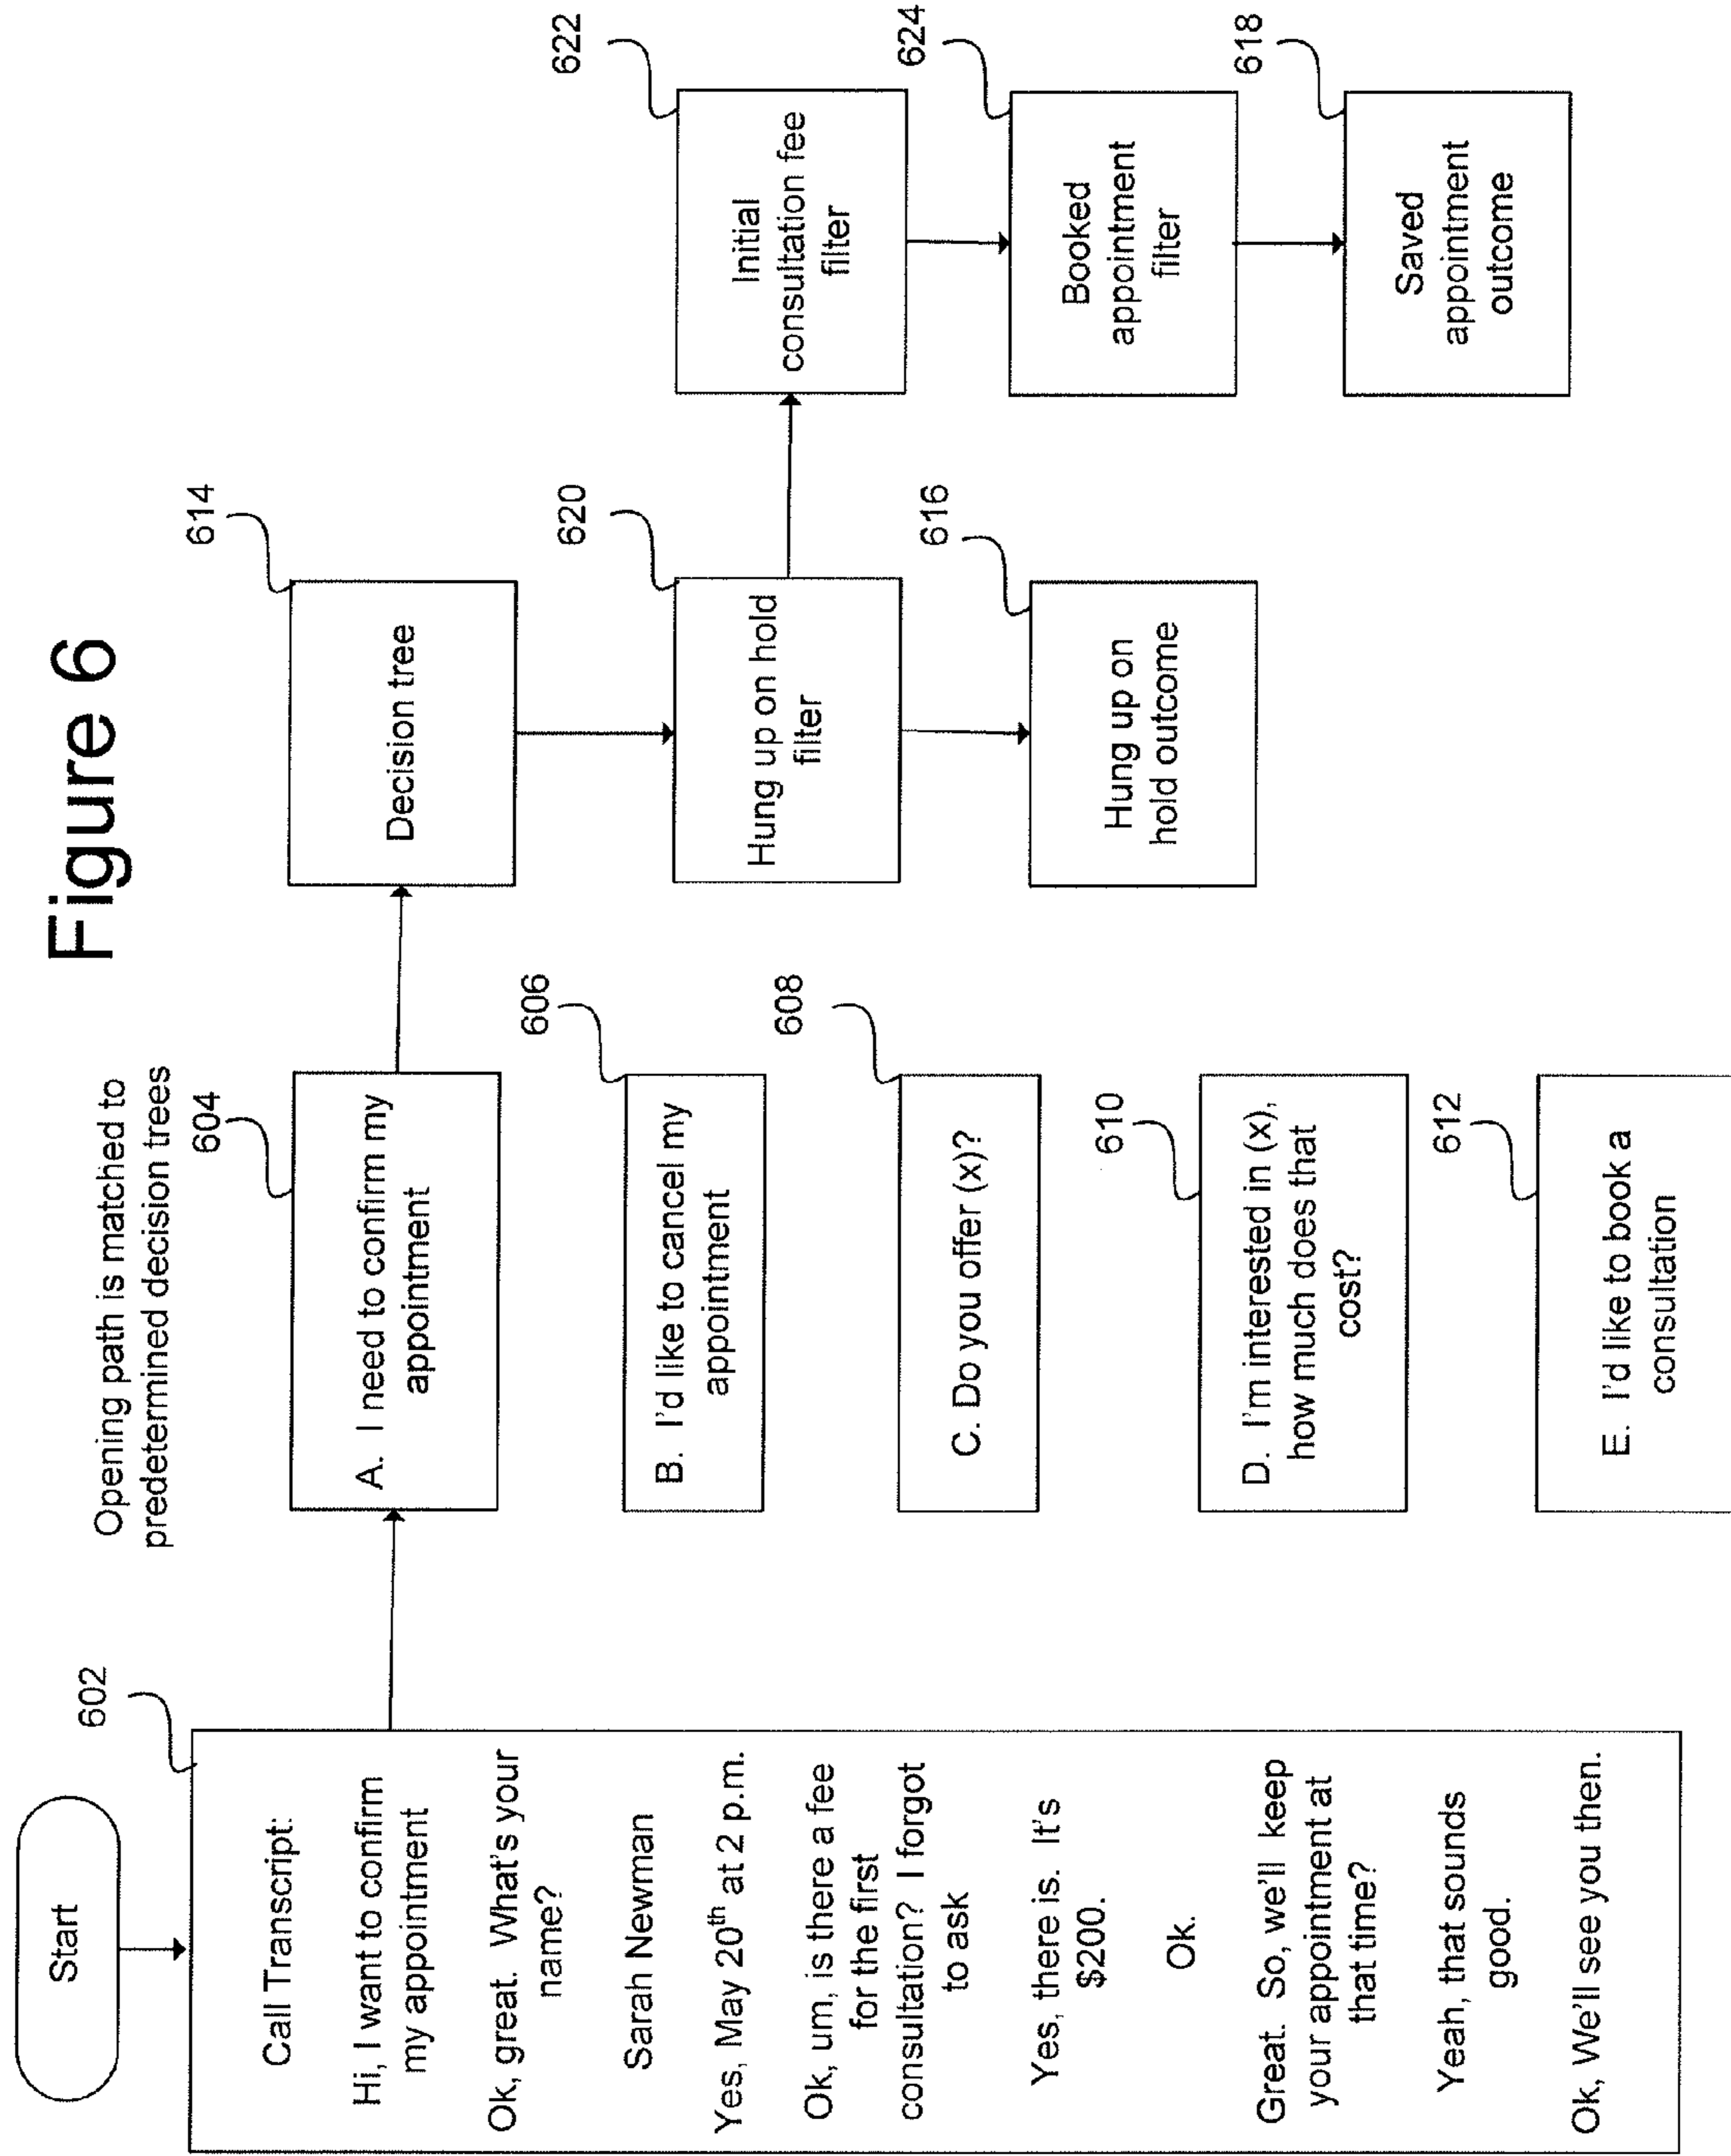 Figure 6
Start
602
Call Transcript:
Hi, I want to confirm
my appointment
Ok, great. What's your
name?
Sarah Newman
Yes, May 20th at 2 p.m.
Ok, um, is there a fee
for the first
consultation? I forgot
to ask
Yes, there is. It's
$200.
Ok.
Great. So, we'll keep
your appointment at
that time?
Yeah, that sounds
good.
Ok, We'll see you then.
Opening path is matched to
predetermined decision trees
604
A. I need to confirm my
appointment
606
B. I'd like to cancel my
appointment
608
C. Do you offer (x)?
610
D. I'm interested in (x),
how much does that
cost?
612
E. I'd like to book a
consultation
614
Decision tree
620
Hung up on hold
filter
616
Hung up on
hold outcome
622
Initial
consultation fee
filter
624
Booked
appointment
filter
618
Saved
appointment
outcome